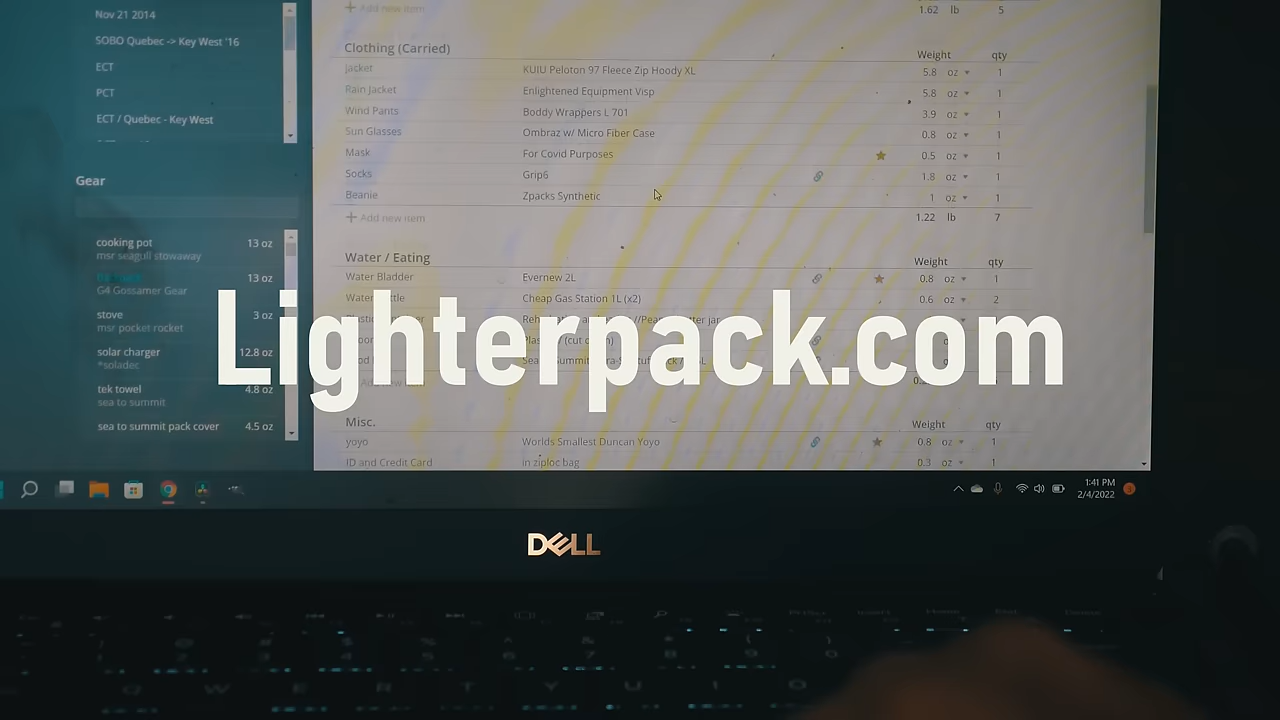 Nov 21 2014
SOBO Quebec -> Key West '16
ECT
PCT
ECT / Quebec - Key West
Gear
cooking pot 13 oz
msr seagull stowaway
13 oz
G4 Gossamer Gear
stove 3 oz
msr pocket rocket
solar charger 12.8 oz
*soladec
tek towel 4.8 oz
sea to summit
sea to summit pack cover 4.5 oz
Add new item 1.62 lb 5
Clothing (Carried) Weight qty
Jacket KUIU Peloton 97 Fleece Zip Hoody XL 5.8 oz 1
Rain Jacket Enlightened Equipment Visp 5.8 oz 1
Wind Pants Boddy Wrappers L 701 3.9 oz 1
Sun Glasses Ombraz w/ Micro Fiber Case 0.8 oz 1
Mask For Covid Purposes 0.5 oz 1
Socks Grip6 1.8 oz 1
Beanie Zpacks Synthetic 1 oz 1
Add new item 1.22 lb 7
Water / Eating Weight qty
Water Bladder Evernew 2L 0.8 oz 1
Water Cheap Gas Station 1L (x2) 0.6 oz 2
Lighterpack.com
Misc. Weight qty
yoyo Worlds Smallest Duncan Yoyo 0.8 oz 1
ID and Credit Card in ziploc bag 0.3 oz 1
1:41 PM
2/4/2022
DELL
Q W E R T Y U I O